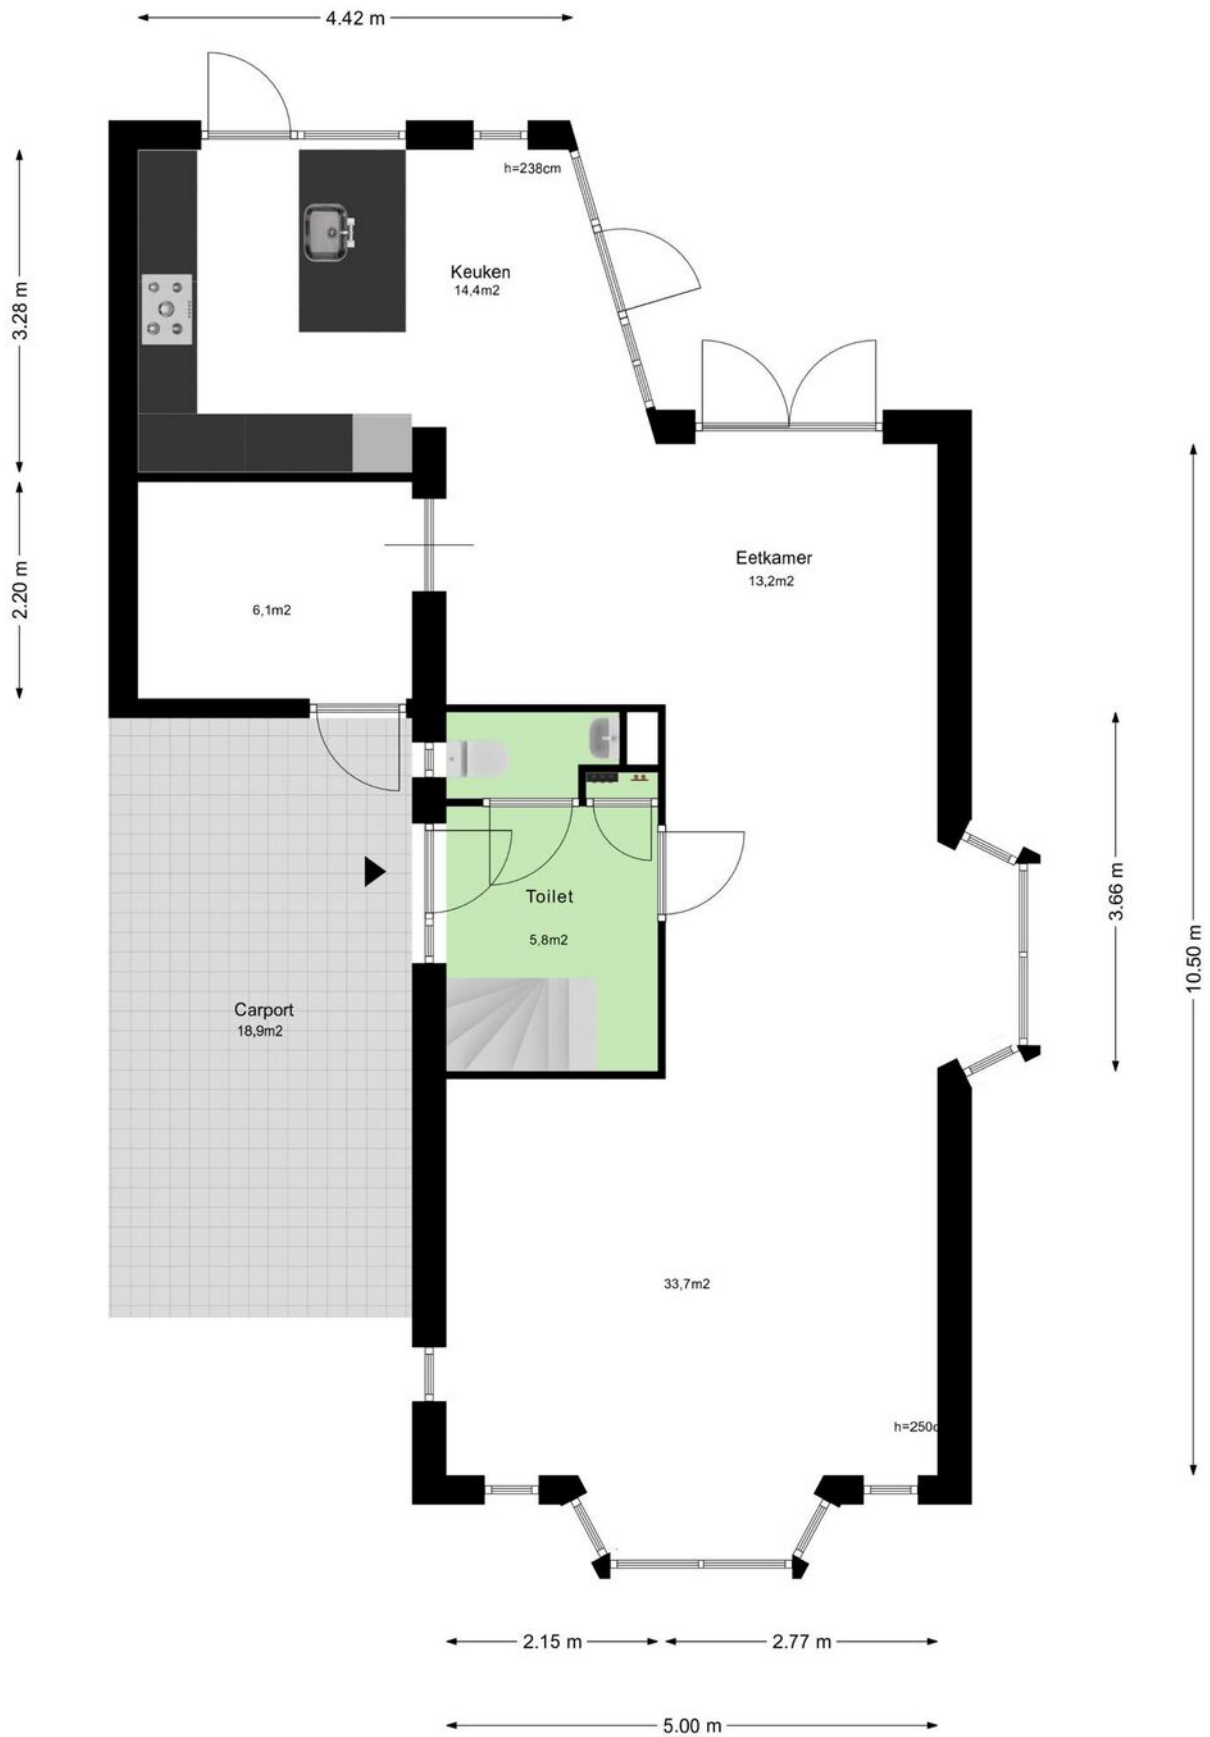 4.42 m
h=238cm
Keuken
14,4m2
3.28 m
Eetkamer
13,2m2
2.20 m
6,1m2
3.66 m
Toilet
5,8m2
10.50 m
Carport
18,9m2
33,7m2
h=250c
2.15 m
2.77 m
5.00 m